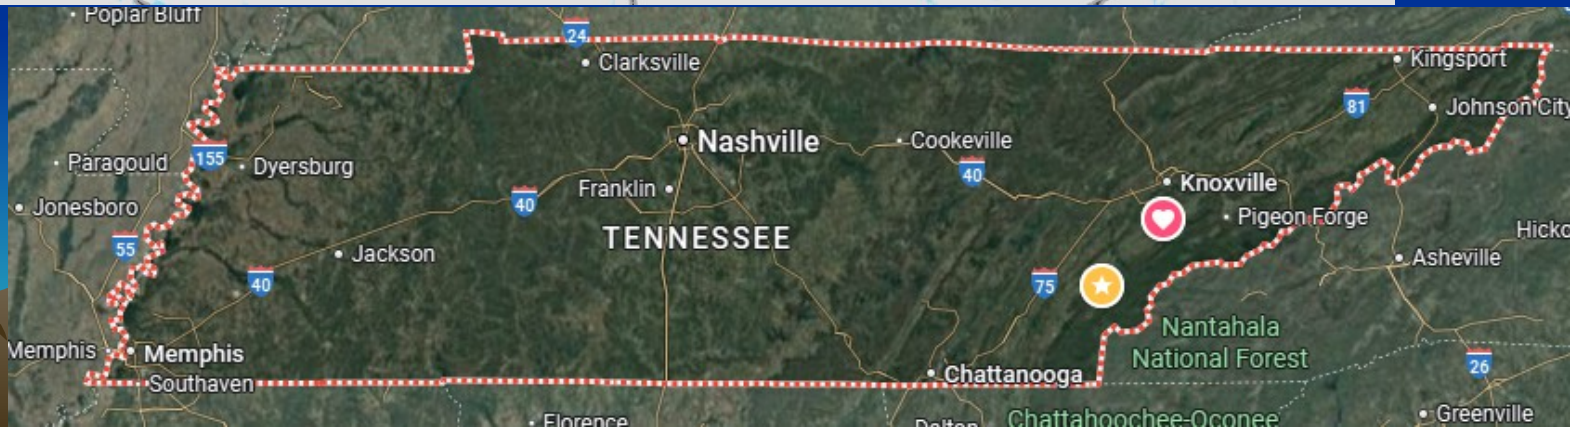 Poplar Bluff
24
Clarksville
Kingsport
81
Johnson City
Nashville
Cookeville
155
Paragould
Dyersburg
40
Knoxville
Franklin
40
Jonesboro
Pigeon Forge
TENNESSEE
Hicko
55
Jackson
Asheville
40
75
Nantahala
National Forest
Memphis
Memphis
26
Chattanooga
Southaven
Florence
Dalton
Chattahoochee-Oconee
Greenville